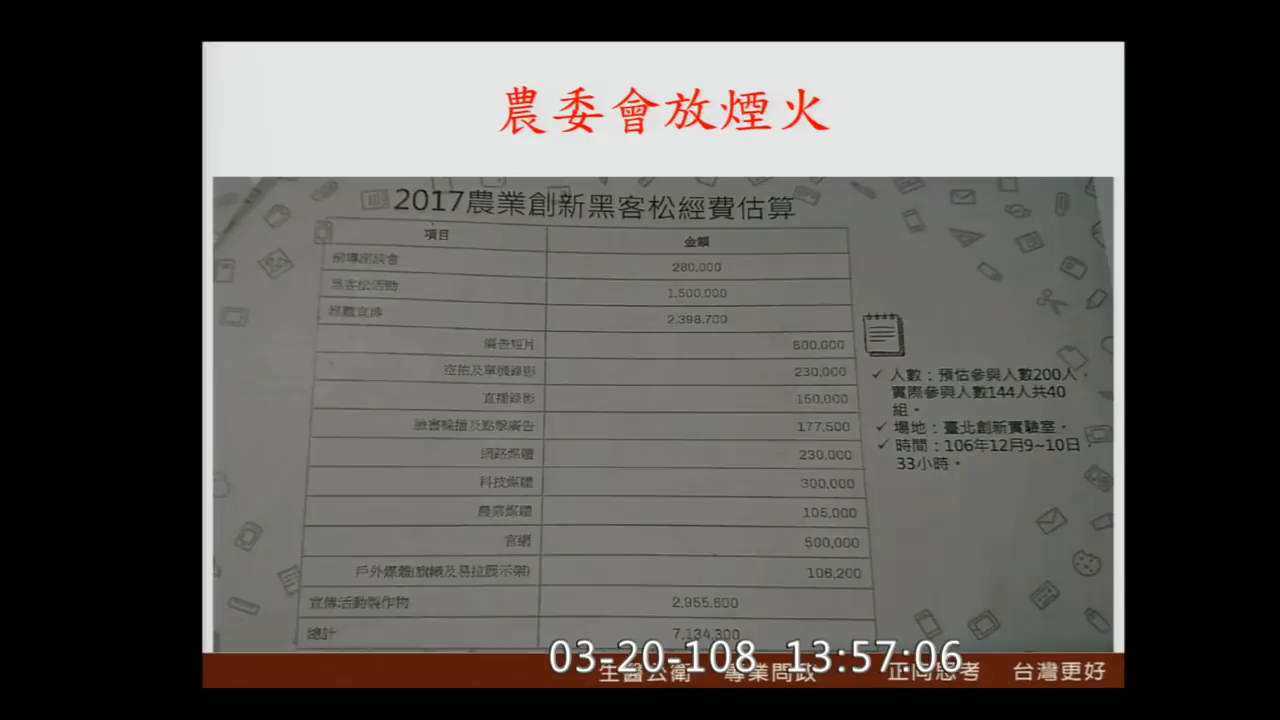 農委會放煙火
2017農業創新黑客松經費估算
項目 金額
前導座談會 280,000
黑客松活動 1,500,000
媒體宣傳 2,398,700
廣告短片 600,000
空拍及單機錄影 230,000
直播錄影 150,000
臉書輪播及點擊廣告 177,500
網路媒體 230,000
科技媒體 300,000
農業媒體 105,000
官網 500,000
戶外媒體(旗幟及易拉展示架) 106,200
宣傳活動製作物 2,955,600
總計 7,134,300
✓ 人數：預估參與人數200人，
實際參與人數144人共40
組。
✓ 場地：臺北創新實驗室。
✓ 時間：106年12月9~10日，
33小時。
03-20-108 13:57:06
生醫公衛 專業問政 正向思考 台灣更好